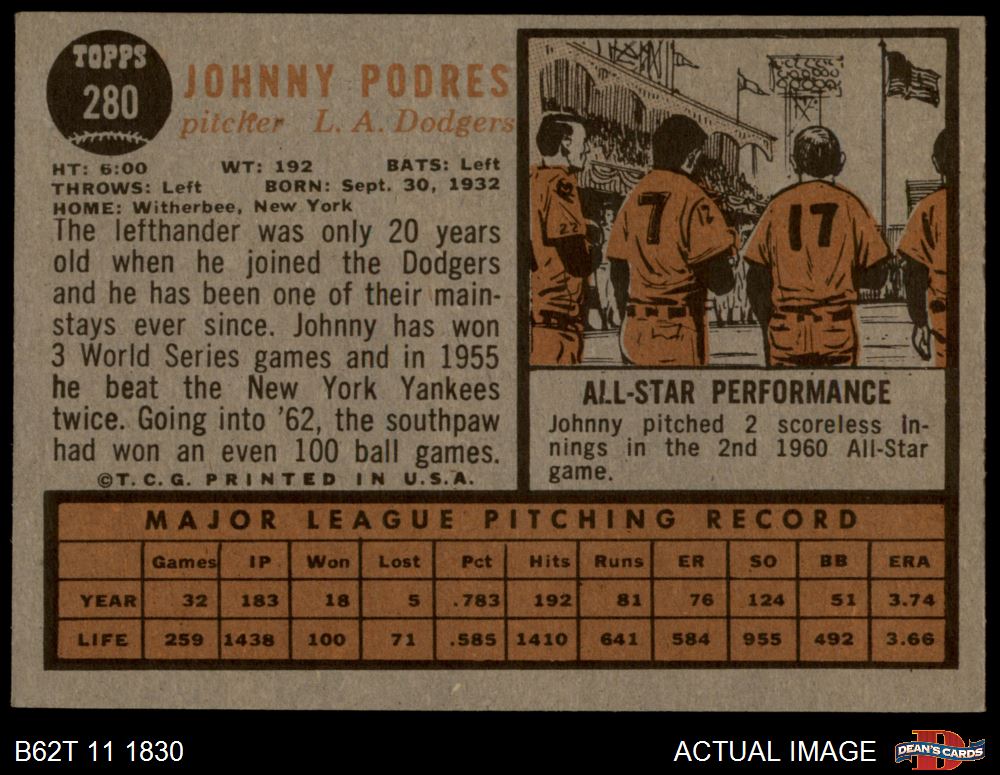 TOPPS
280
JOHNNY PODRES
pitcher L. A. Dodgers
HT: 6:00 WT: 192 BATS: Left
THROWS: Left BORN: Sept. 30, 1932
HOME: Witherbee, New York
The lefthander was only 20 years
old when he joined the Dodgers
and he has been one of their main-
stays ever since. Johnny has won
3 World Series games and in 1955
he beat the New York Yankees
twice. Going into '62, the southpaw
had won an even 100 ball games.
©T.C.G. PRINTED IN U.S.A.
22 7 12 17
ALL-STAR PERFORMANCE
Johnny pitched 2 scoreless in-
nings in the 2nd 1960 All-Star
game.
MAJOR LEAGUE PITCHING RECORD
Games IP Won Lost Pct Hits Runs ER SO BB ERA
YEAR 32 183 18 5 .783 192 81 76 124 51 3.74
LIFE 259 1438 100 71 .585 1410 641 584 955 492 3.66
B62T 11 1830
ACTUAL IMAGE
D
DEAN'S CARDS